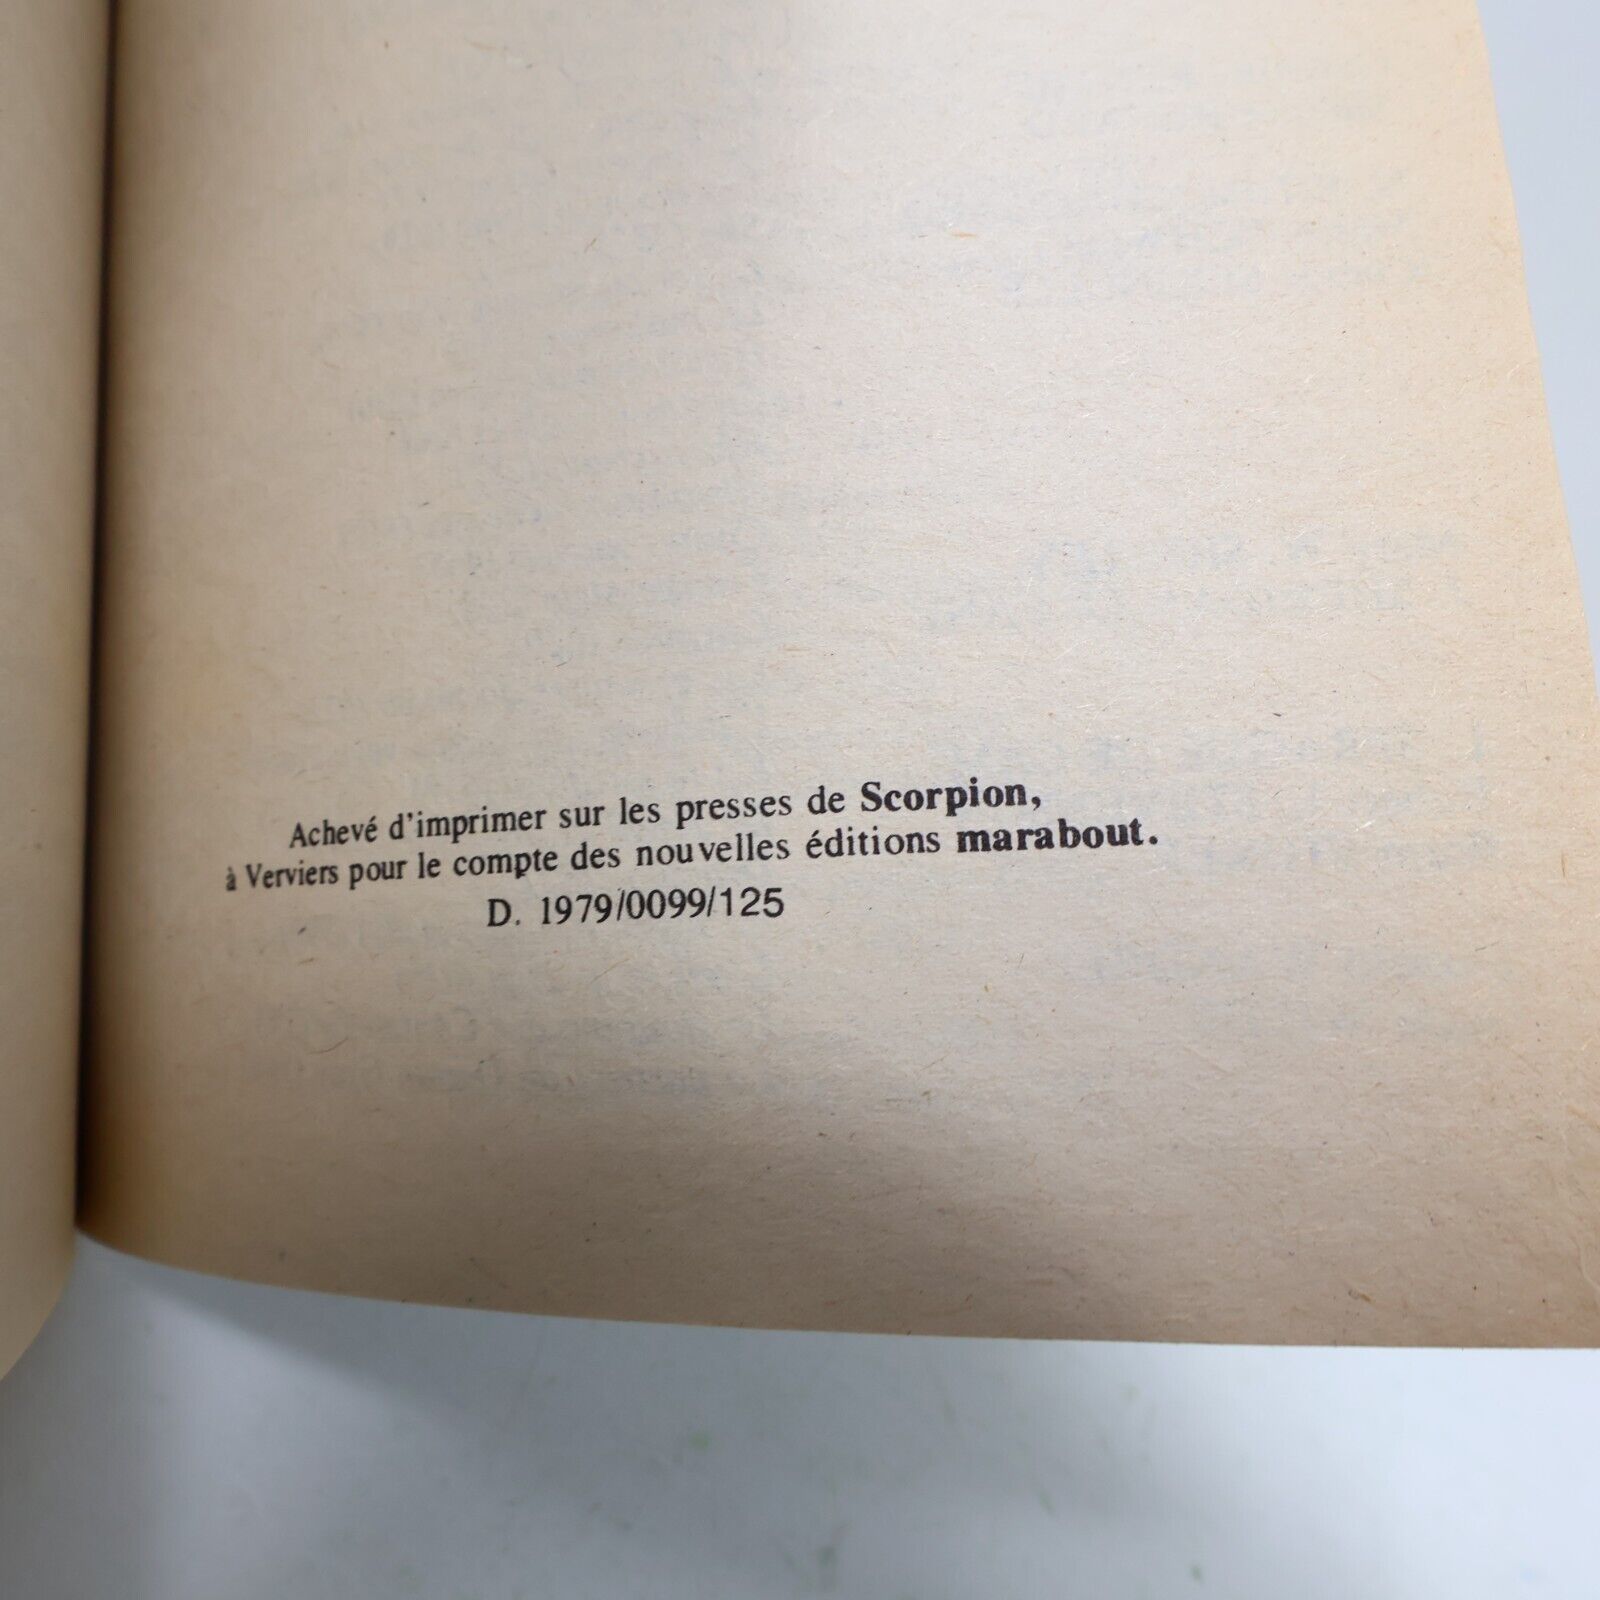 Achevé d'imprimer sur les presses de Scorpion,
à Verviers pour le compte des nouvelles éditions marabout.
D. 1979/0099/125